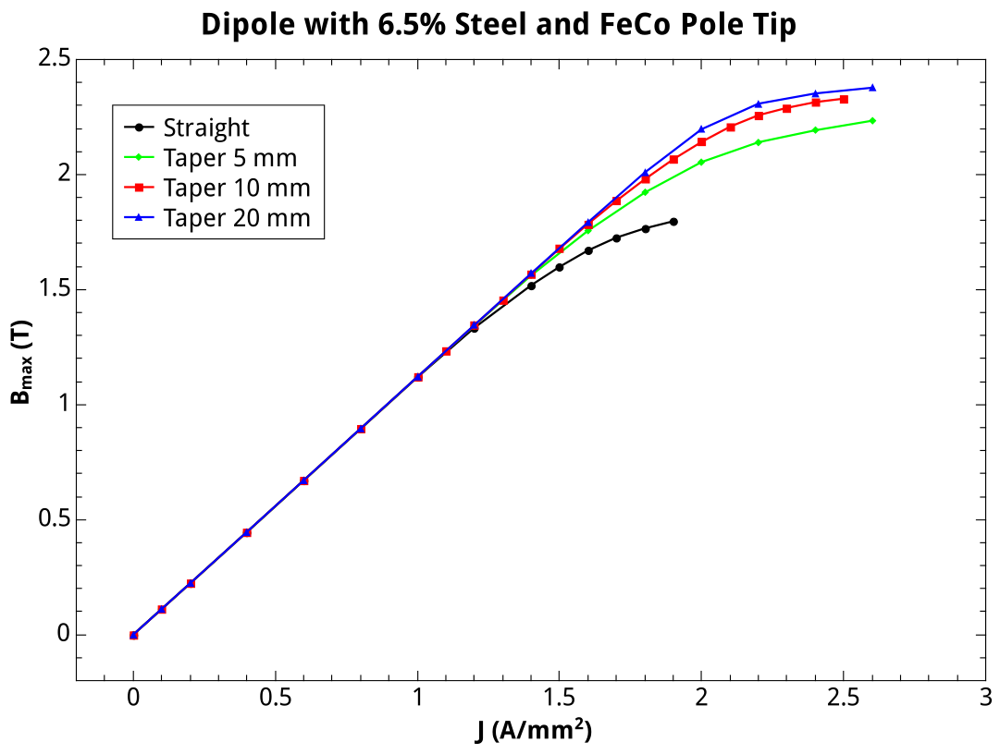 Dipole with 6.5% Steel and FeCo Pole Tip
2.5
2
1.5
1
0.5
0
B_max (T)
Straight
Taper 5 mm
Taper 10 mm
Taper 20 mm
0 0.5 1 1.5 2 2.5 3
J (A/mm²)